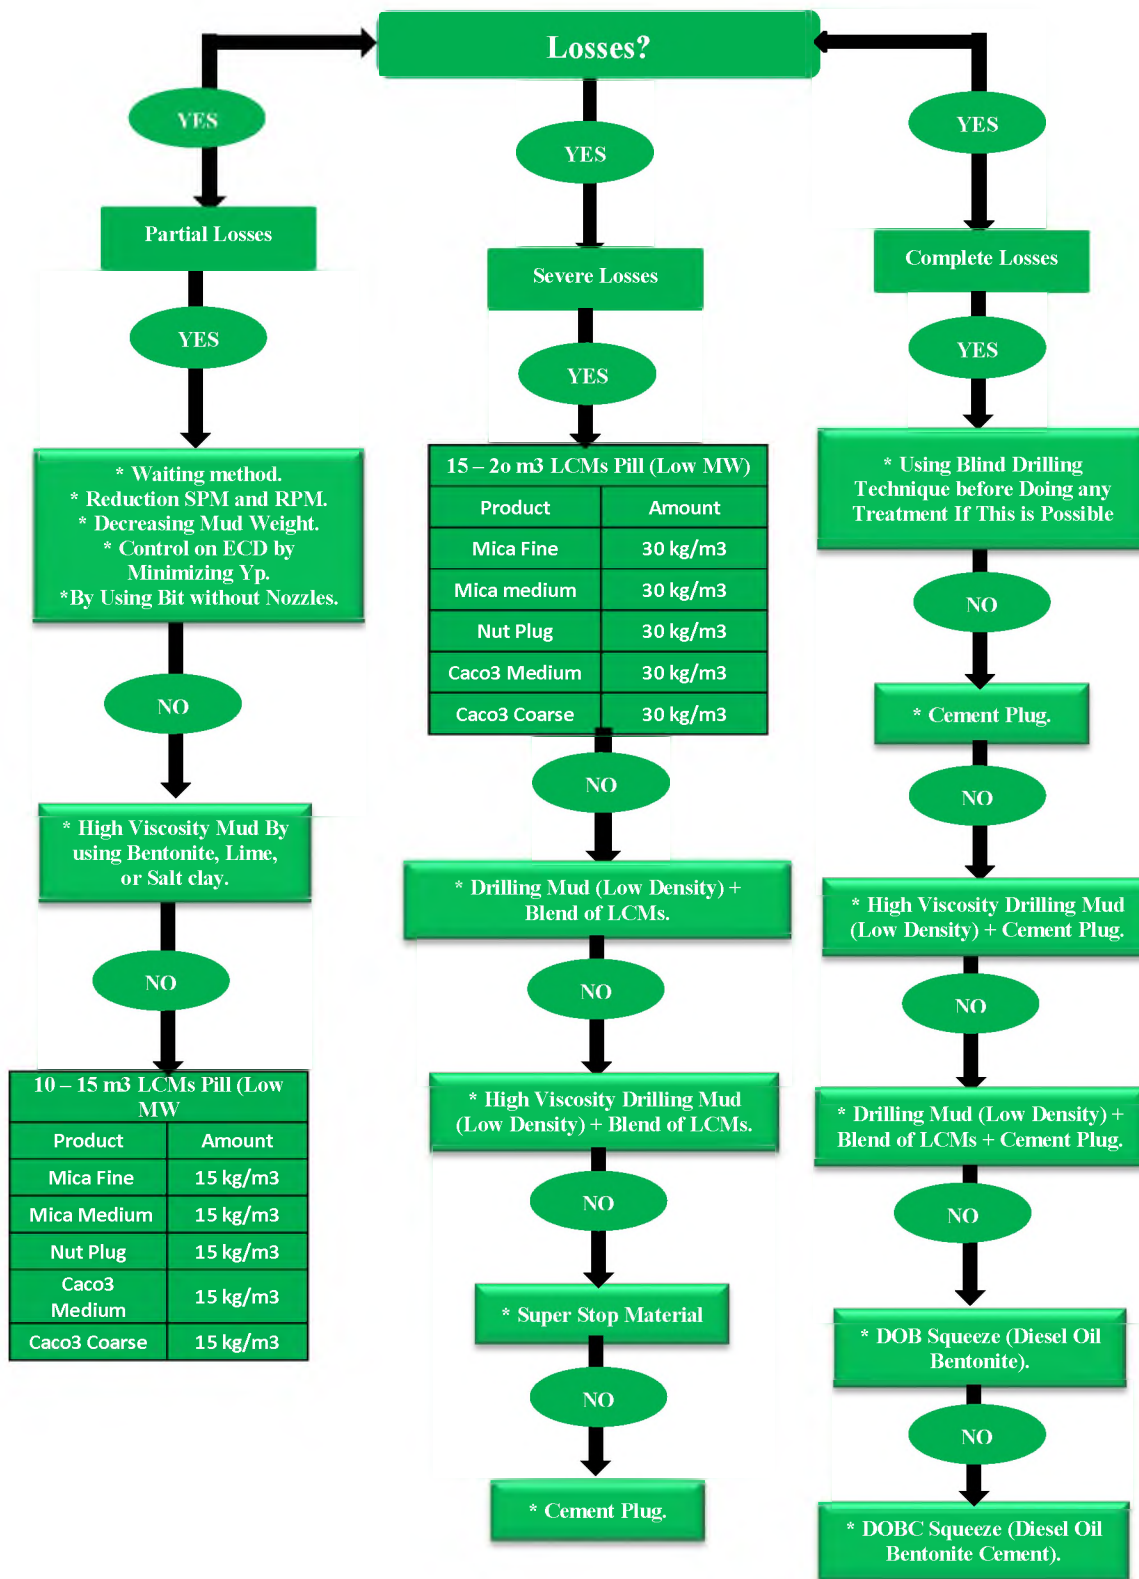 Losses?
YES
Partial Losses
YES
* Waiting method.
* Reduction SPM and RPM.
* Decreasing Mud Weight.
* Control on ECD by
Minimizing Yp.
*By Using Bit without Nozzles.
NO
* High Viscosity Mud By
using Bentonite, Lime,
or Salt clay.
NO
10 – 15 m3 LCMs Pill (Low
MW
Product Amount
Mica Fine 15 kg/m3
Mica Medium 15 kg/m3
Nut Plug 15 kg/m3
Caco3
Medium 15 kg/m3
Caco3 Coarse 15 kg/m3
YES
Severe Losses
YES
15 – 2o m3 LCMs Pill (Low MW)
Product Amount
Mica Fine 30 kg/m3
Mica medium 30 kg/m3
Nut Plug 30 kg/m3
Caco3 Medium 30 kg/m3
Caco3 Coarse 30 kg/m3
NO
* Drilling Mud (Low Density) +
Blend of LCMs.
NO
* High Viscosity Drilling Mud
(Low Density) + Blend of LCMs.
NO
* Super Stop Material
NO
* Cement Plug.
YES
Complete Losses
YES
* Using Blind Drilling
Technique before Doing any
Treatment If This is Possible
NO
* Cement Plug.
NO
* High Viscosity Drilling Mud
(Low Density) + Cement Plug.
NO
* Drilling Mud (Low Density) +
Blend of LCMs + Cement Plug.
NO
* DOB Squeeze (Diesel Oil
Bentonite).
NO
* DOBC Squeeze (Diesel Oil
Bentonite Cement).